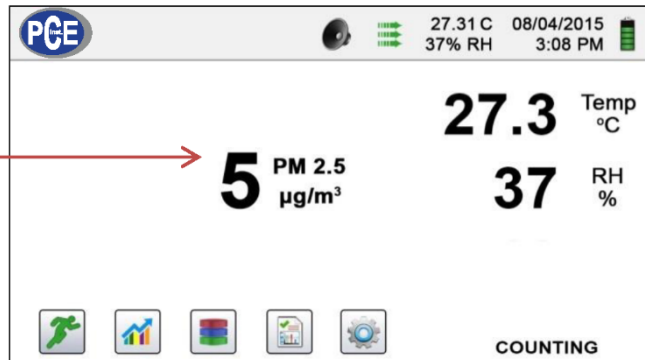 PCE
Inst.
27.31 C 08/04/2015
37% RH 3:08 PM
27.3 Temp °C
5 PM 2.5 µg/m³
37 RH %
COUNTING